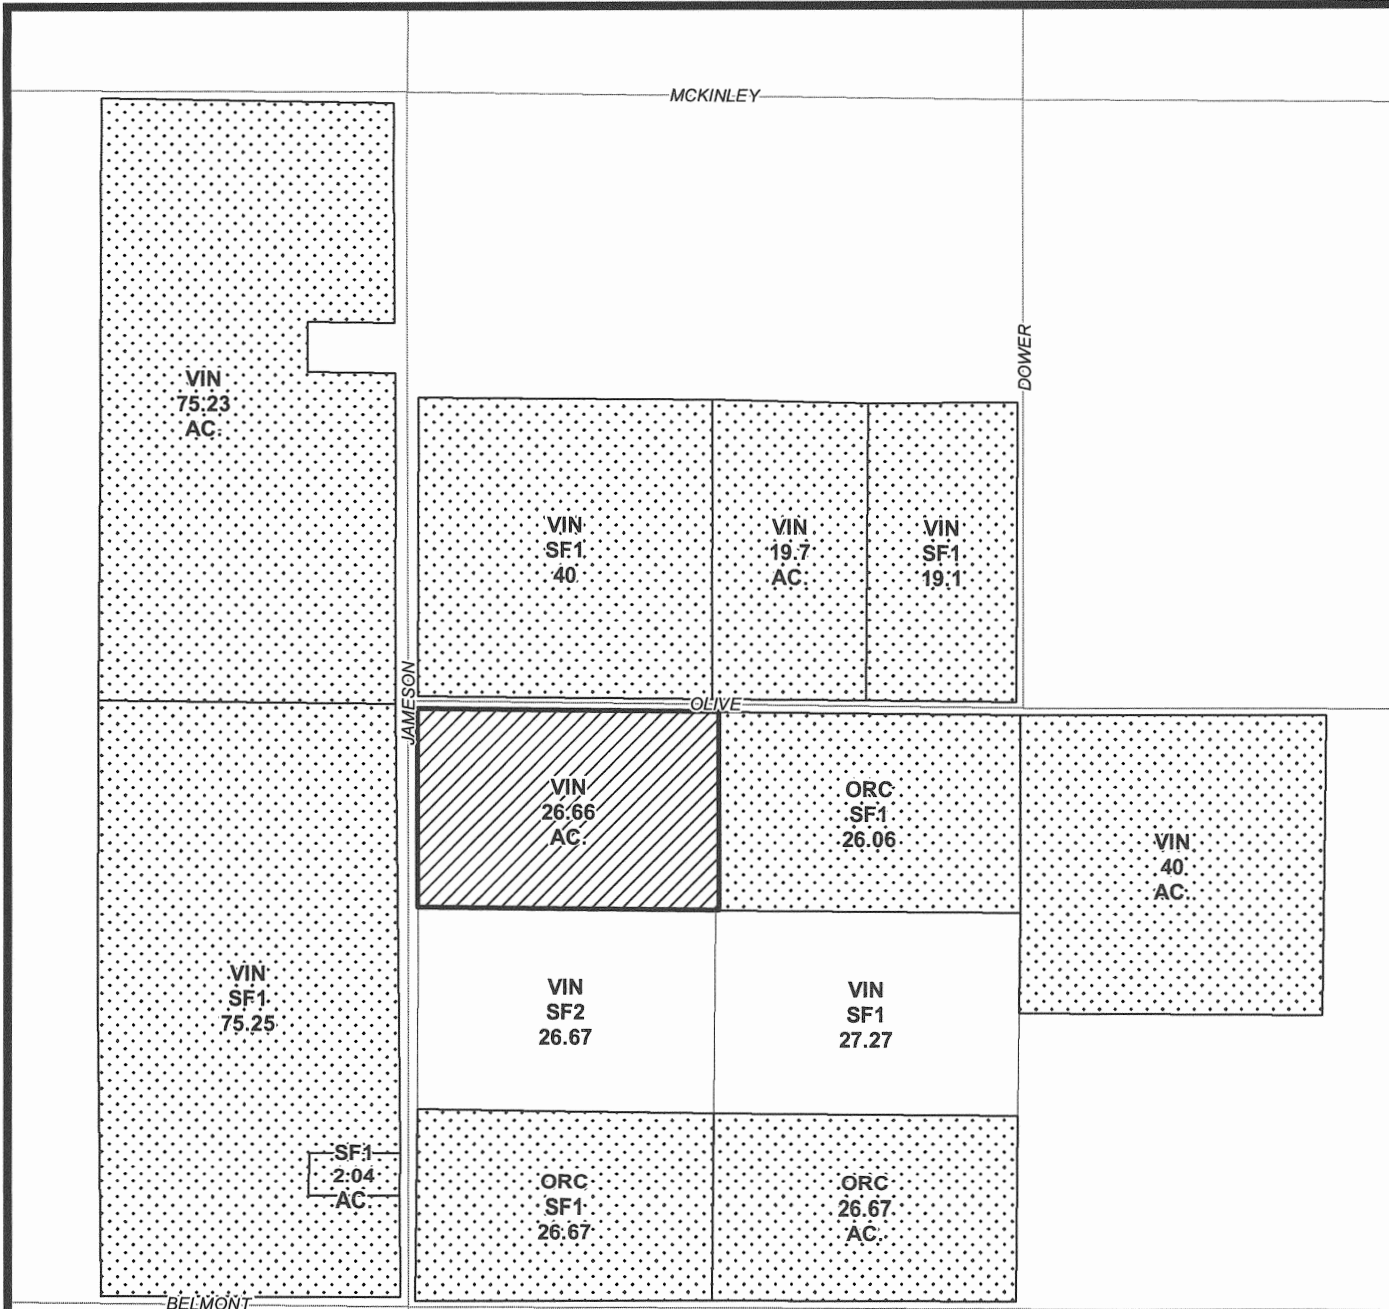 MCKINLEY
DOWER
VIN
75.23
AC.
VIN
SF1
40
VIN
19.7
AC.
VIN
SF1
19.1
JAMESON
OLIVE
VIN
26.66
AC.
ORC
SF1
26.06
VIN
40
AC.
VIN
SF1
75.25
VIN
SF2
26.67
VIN
SF1
27.27
SF1
2.04
AC.
ORC
SF1
26.67
ORC
26.67
AC.
BELMONT